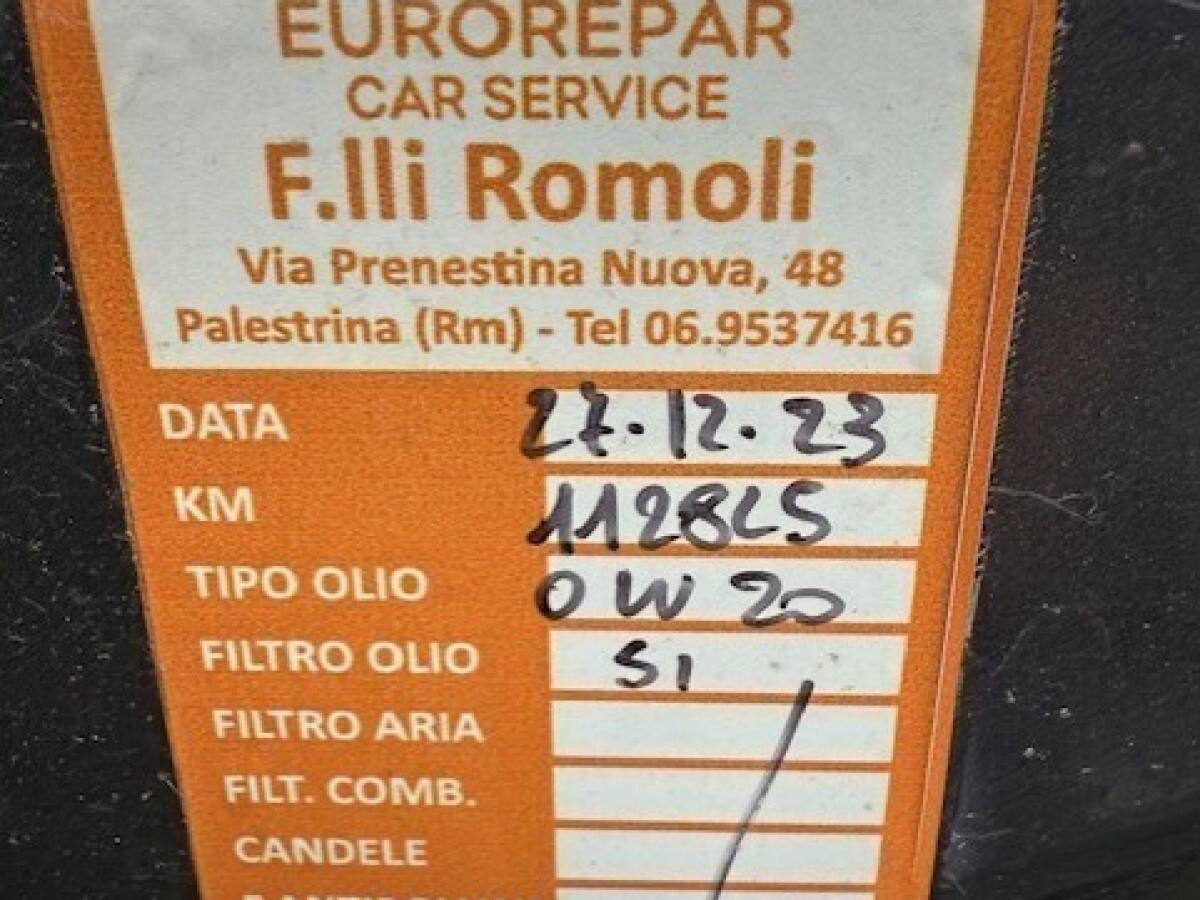 EUROREPAR
CAR SERVICE
F.lli Romoli
Via Prenestina Nuova, 48
Palestrina (Rm) - Tel 06.9537416
DATA 27.12.23
KM
TIPO OLIO 0W20
FILTRO OLIO SI
FILTRO ARIA
FILT. COMB.
CANDELE